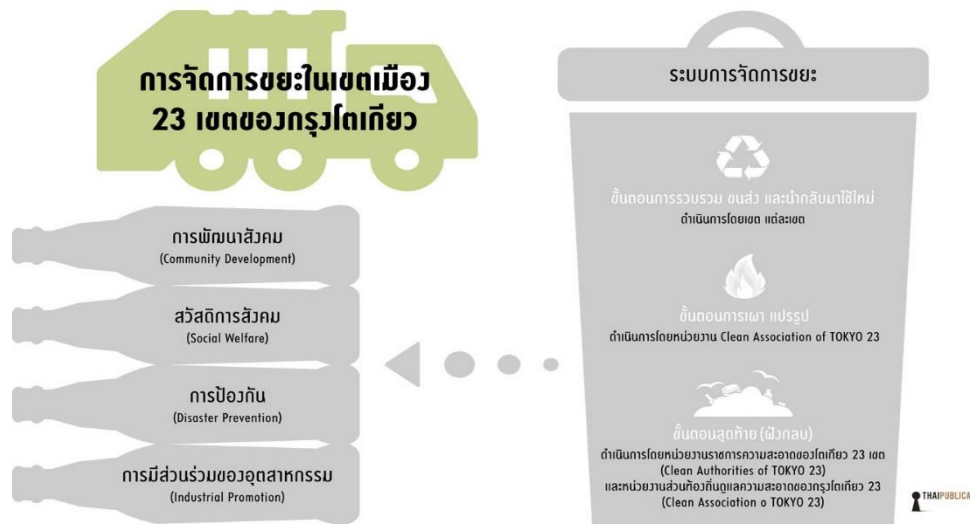 การจัดการขยะในเขตเมือง
23 เขตของกรุงโตเกียว
การพัฒนาสังคม
(Community Development)
สวัสดิการสังคม
(Social Welfare)
การป้องกัน
(Disaster Prevention)
การมีส่วนร่วมของอุตสาหกรรม
(Industrial Promotion)
ระบบการจัดการขยะ
ขั้นตอนการรวบรวม ขนส่ง และนำกลับมาใช้ใหม่
ดำเนินการโดยเขต แต่ละเขต
ขั้นตอนการเผา แปรรูป
ดำเนินการโดยหน่วยงาน Clean Association of TOKYO 23
ขั้นตอนสุดท้าย (ฝังกลบ)
ดำเนินการโดยหน่วยงานราชการความสะอาดของโตเกียว 23 เขต
(Clean Authorities of TOKYO 23)
และหน่วยงานส่วนท้องถิ่นดูแลความสะอาดของกรุงโตเกียว 23
(Clean Association o TOKYO 23)
THAIPUBLICA